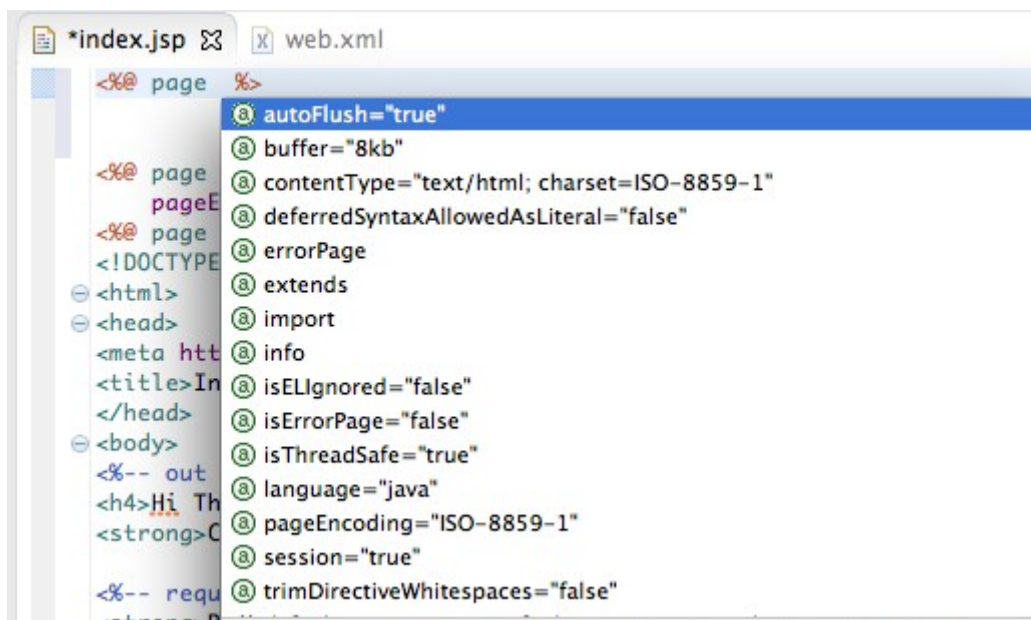 *index.jsp web.xml
<%@ page %>
autoFlush="true"
buffer="8kb"
<%@ page
contentType="text/html; charset=ISO-8859-1"
pageE
deferredSyntaxAllowedAsLiteral="false"
<%@ page
errorPage
<!DOCTYPE
extends
<html>
import
<head>
info
<meta htt
isELIgnored="false"
<title>In
isErrorPage="false"
</head>
isThreadSafe="true"
<body>
language="java"
<%-- out
pageEncoding="ISO-8859-1"
<h4>Hi Th
session="true"
<strong>C
trimDirectiveWhitespaces="false"
<%-- requ